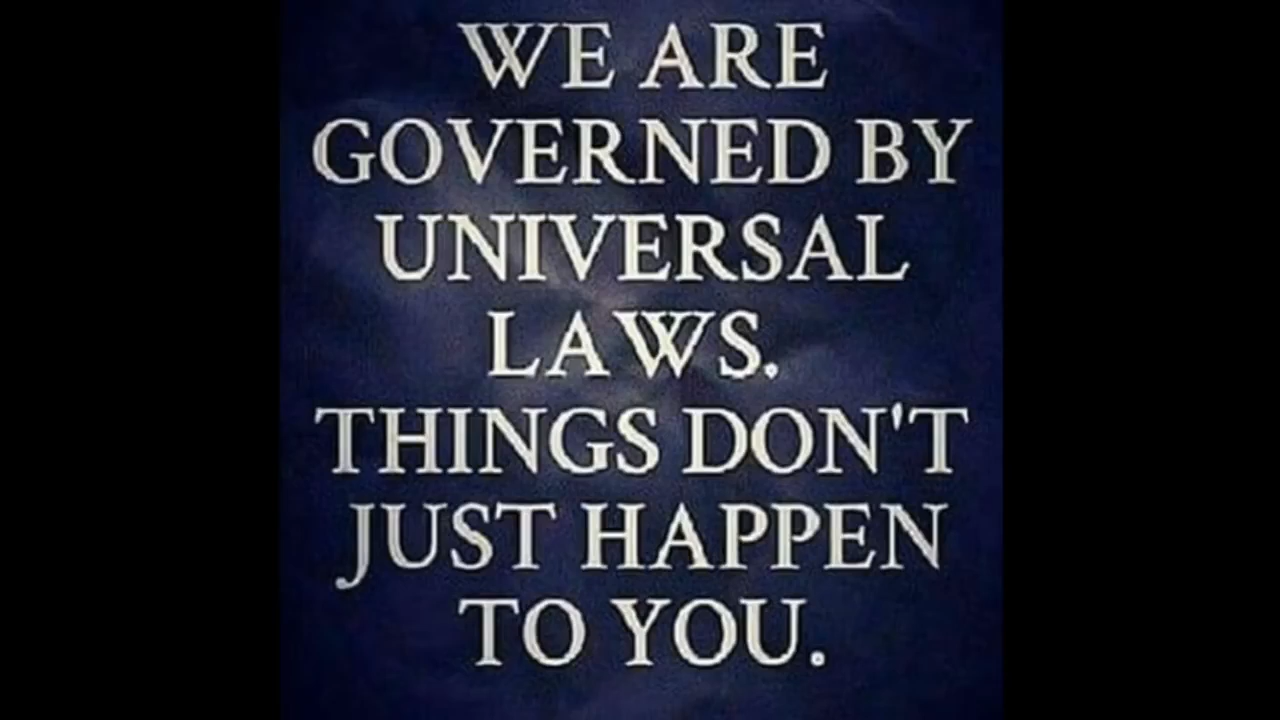 WE ARE
GOVERNED BY
UNIVERSAL
LAWS.
THINGS DON'T
JUST HAPPEN
TO YOU.